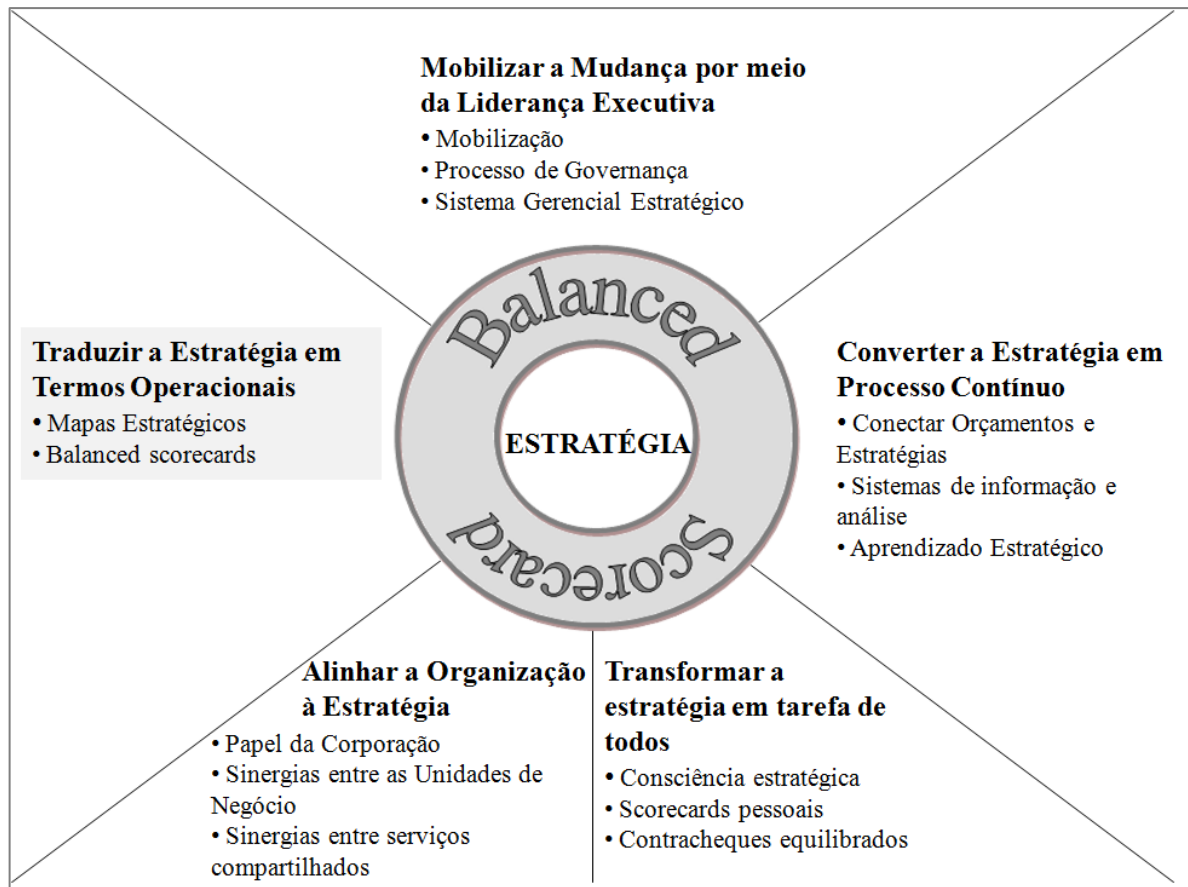 Mobilizar a Mudança por meio
da Liderança Executiva
• Mobilização
• Processo de Governança
• Sistema Gerencial Estratégico
Balanced
Scorecard
ESTRATÉGIA
Traduzir a Estratégia em
Termos Operacionais
• Mapas Estratégicos
• Balanced scorecards
Converter a Estratégia em
Processo Contínuo
• Conectar Orçamentos e
Estratégias
• Sistemas de informação e
análise
• Aprendizado Estratégico
Alinhar a Organização
à Estratégia
• Papel da Corporação
• Sinergias entre as Unidades de
Negócio
• Sinergias entre serviços
compartilhados
Transformar a
estratégia em tarefa de
todos
• Consciência estratégica
• Scorecards pessoais
• Contracheques equilibrados